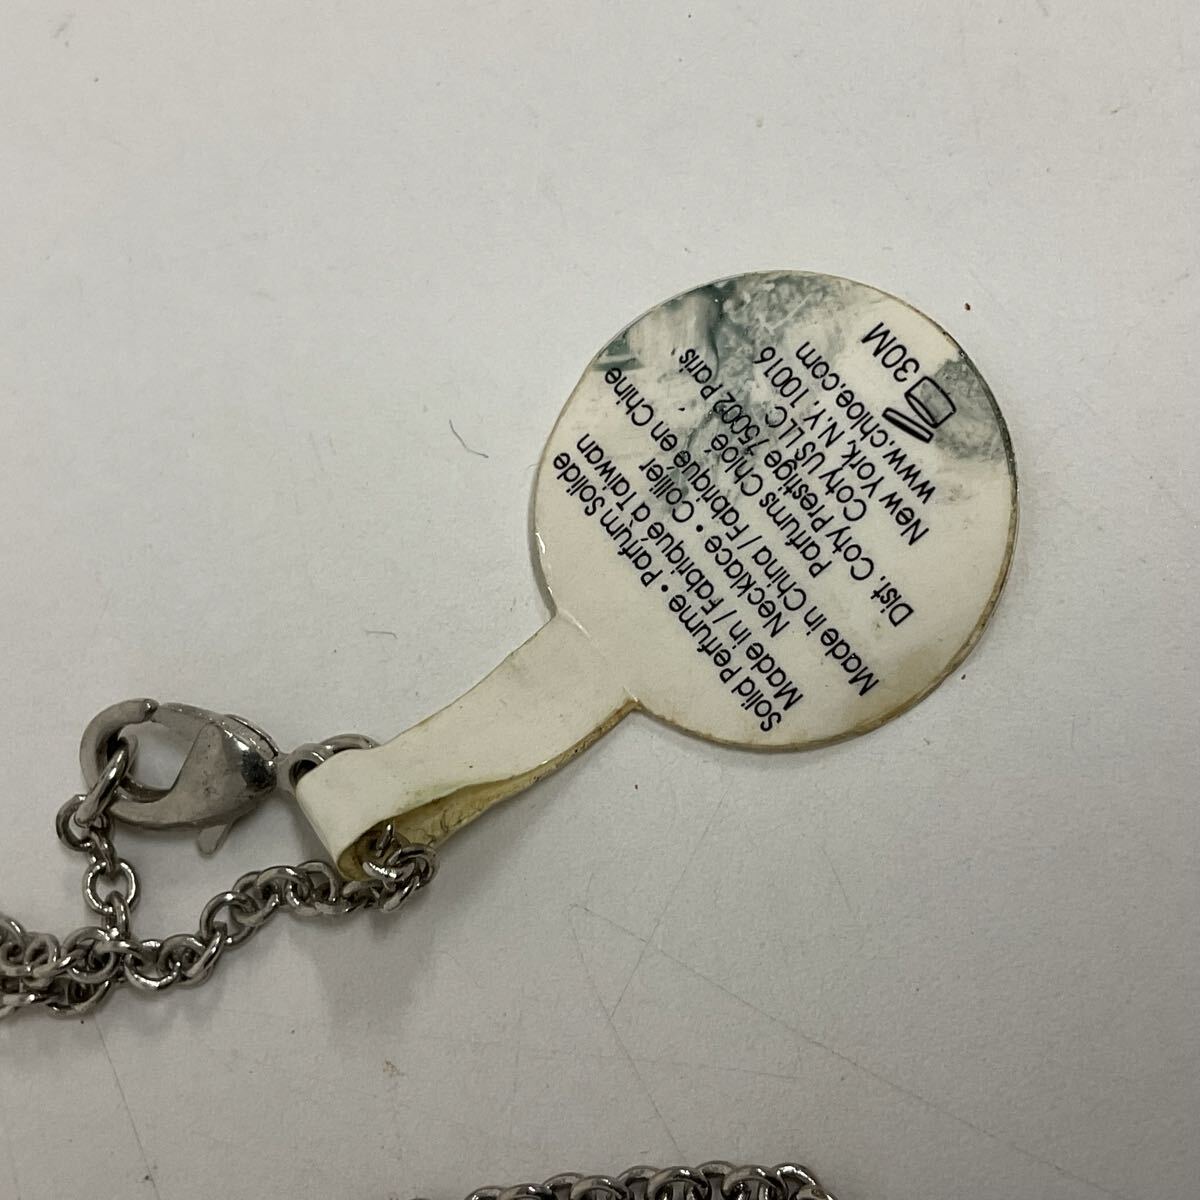 Solid Perfume • Parfum Solide
Made in / Fabriqué à Taiwan
Necklace • Collier
Made in China / Fabriqué en Chine
Parfums Chloé
Coty Prestige 75002 Paris
Dist. Coty US LLC
New York, N.Y. 10016
www.chloe.com
30M